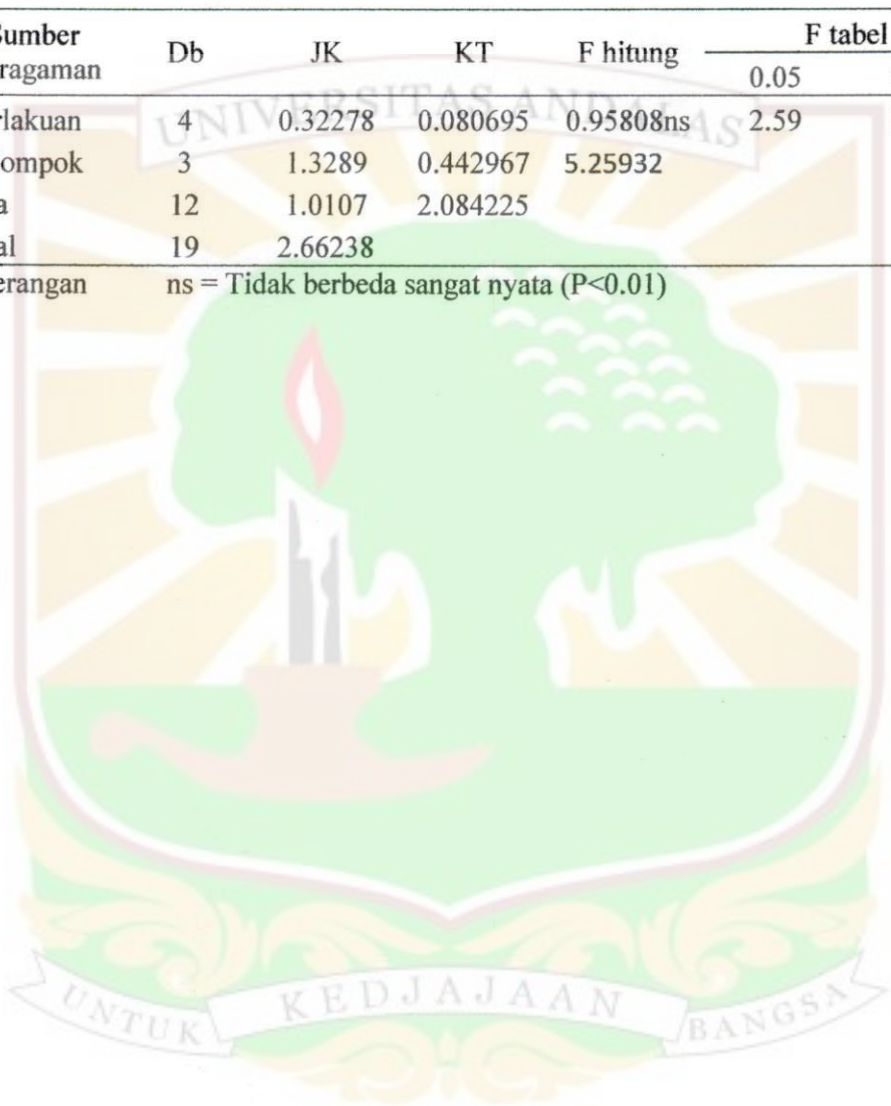 Sumber Db JK KT F hitung F tabel
ragaman 0.05
rlakuan 4 0.32278 0.080695 0.95808ns 2.59
ompok 3 1.3289 0.442967 5.25932
a 12 1.0107 2.084225
al 19 2.66238
erangan ns = Tidak berbeda sangat nyata (P<0.01)
UNIVERSITAS ANDALAS
UNTUK KEDJAJAAN BANGSA